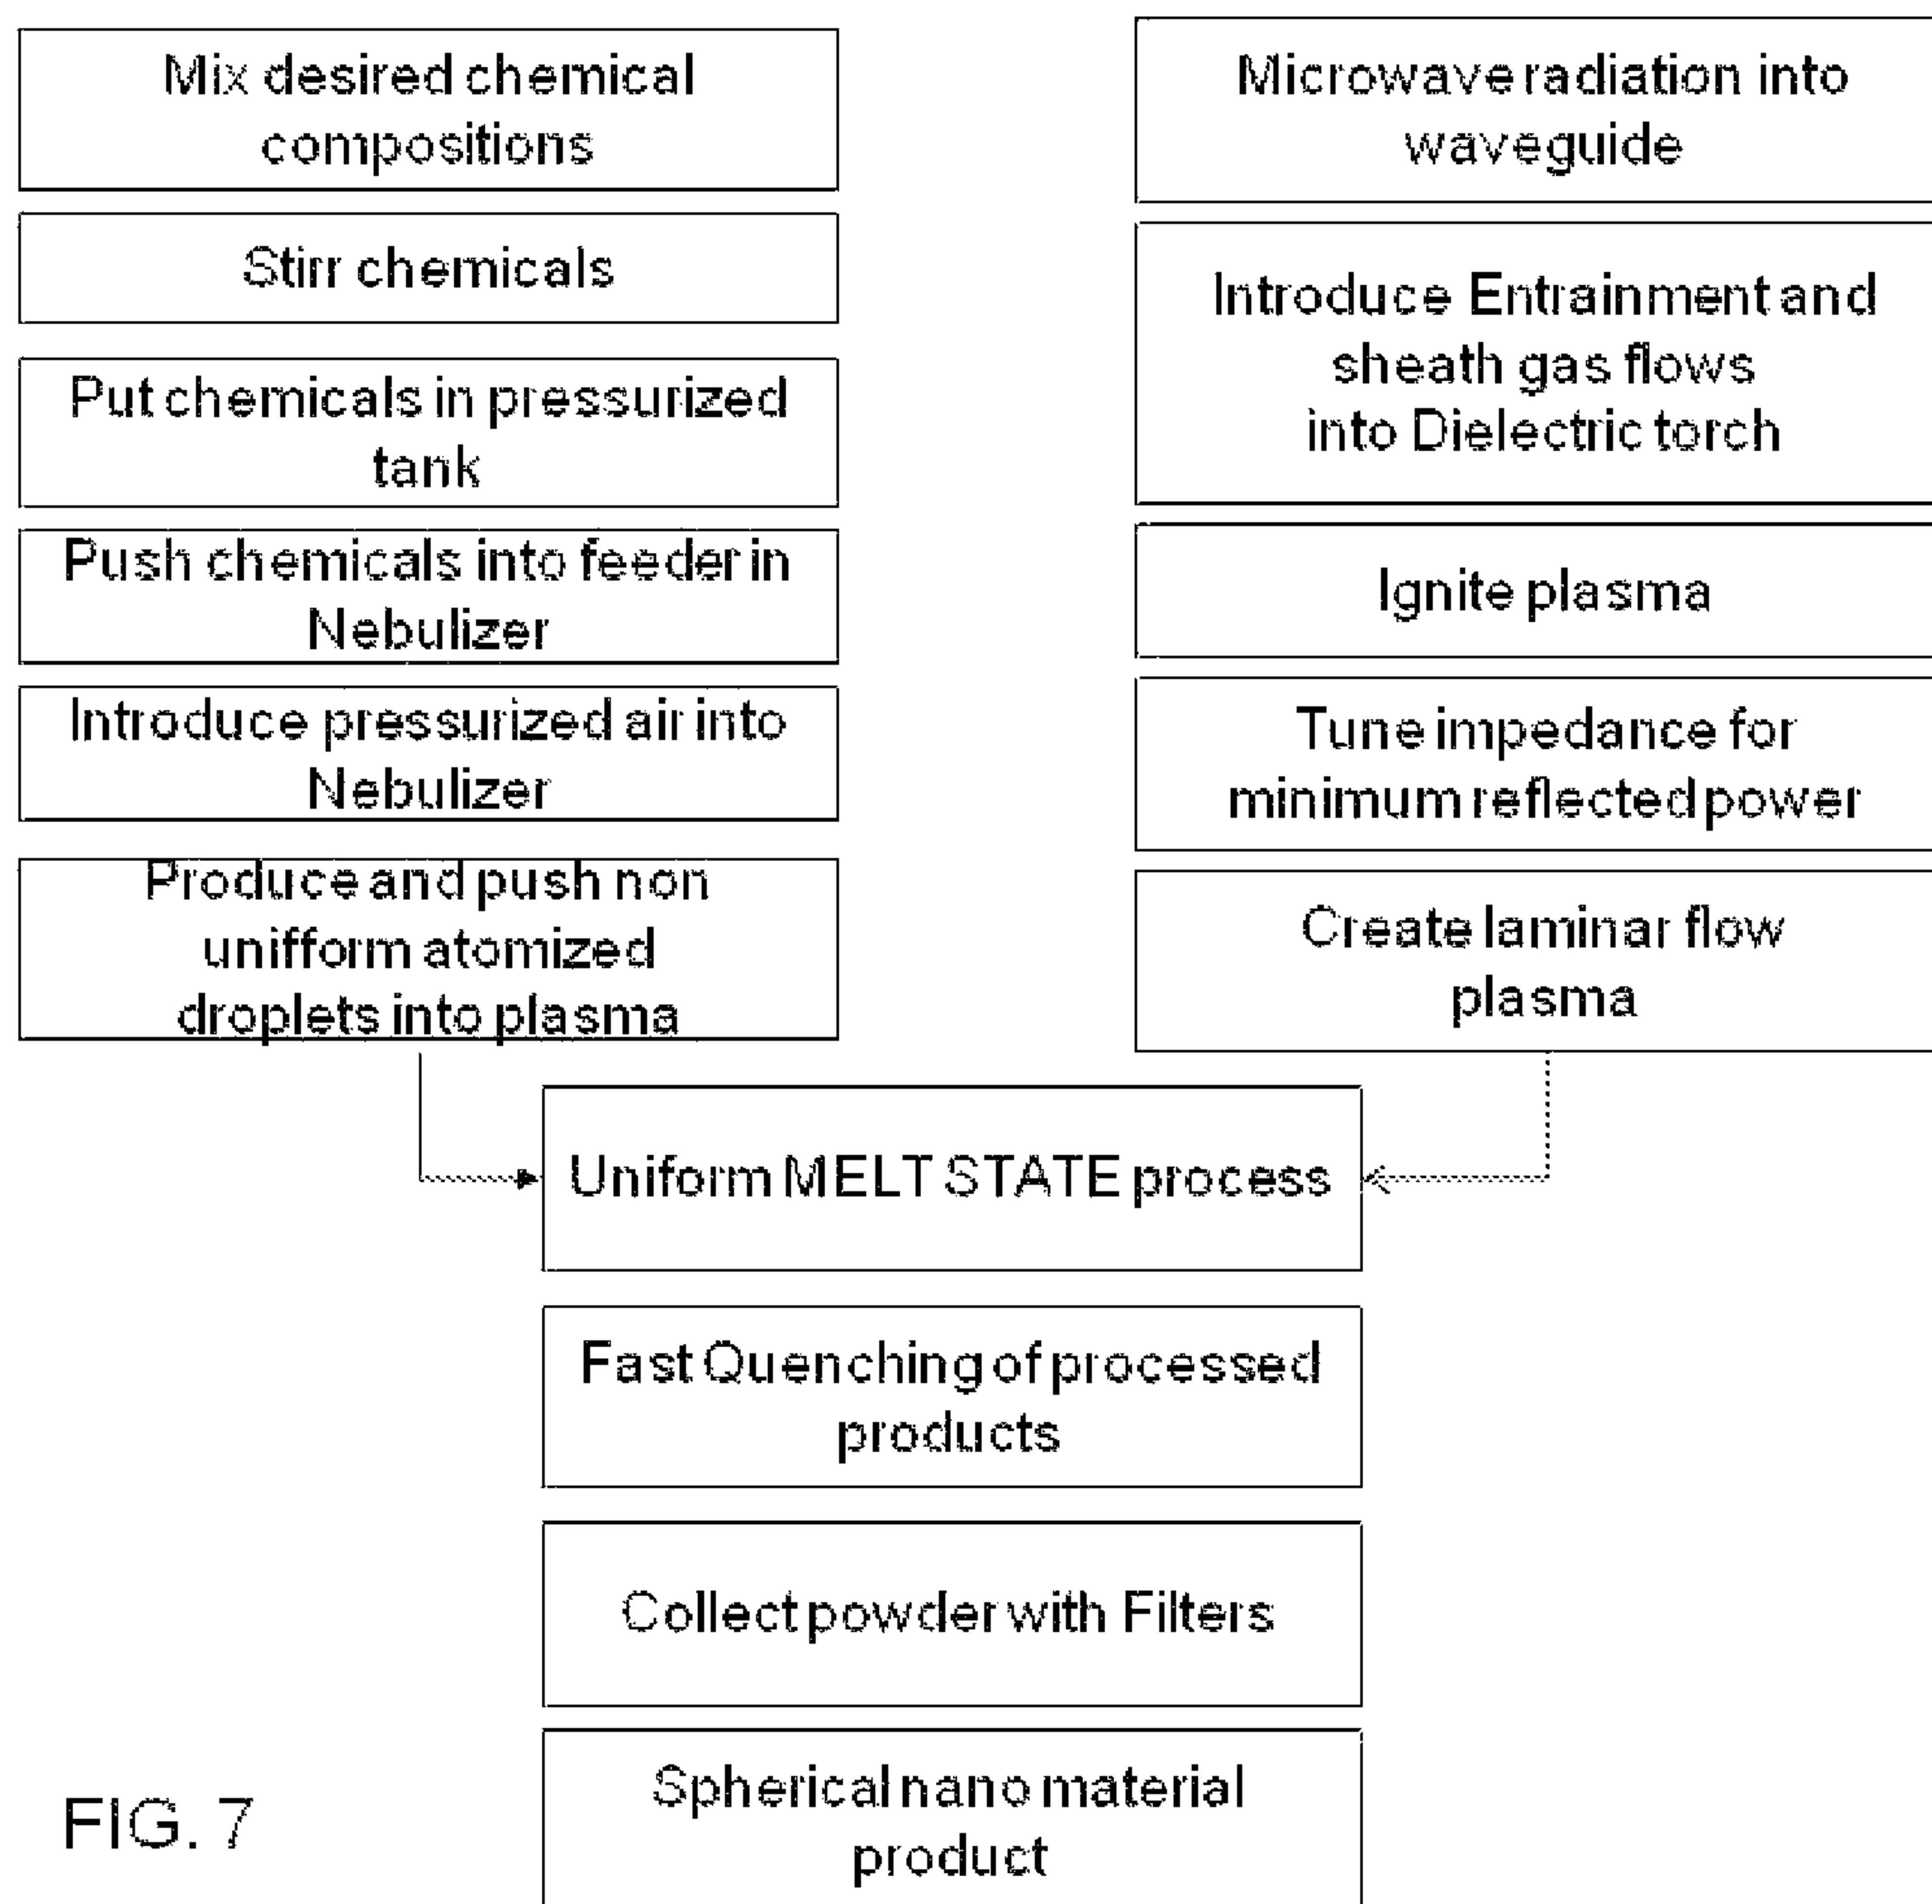 Mix desired chemical
compositions
Stirr chemicals
Put chemicals in pressurized
tank
Push chemicals into feeder in
Nebulizer
Introduce pressurized air into
Nebulizer
Produce and push non
unifform atomized
droplets into plasma
Microwave radiation into
waveguide
Introduce Entrainment and
sheath gas flows
into Dielectric torch
Ignite plasma
Tune impedance for
minimum reflected power
Create laminar flow
plasma
Uniform MELT STATE process
Fast Quenching of processed
products
Collect powder with Filters
Spherical nano material
product
FIG. 7